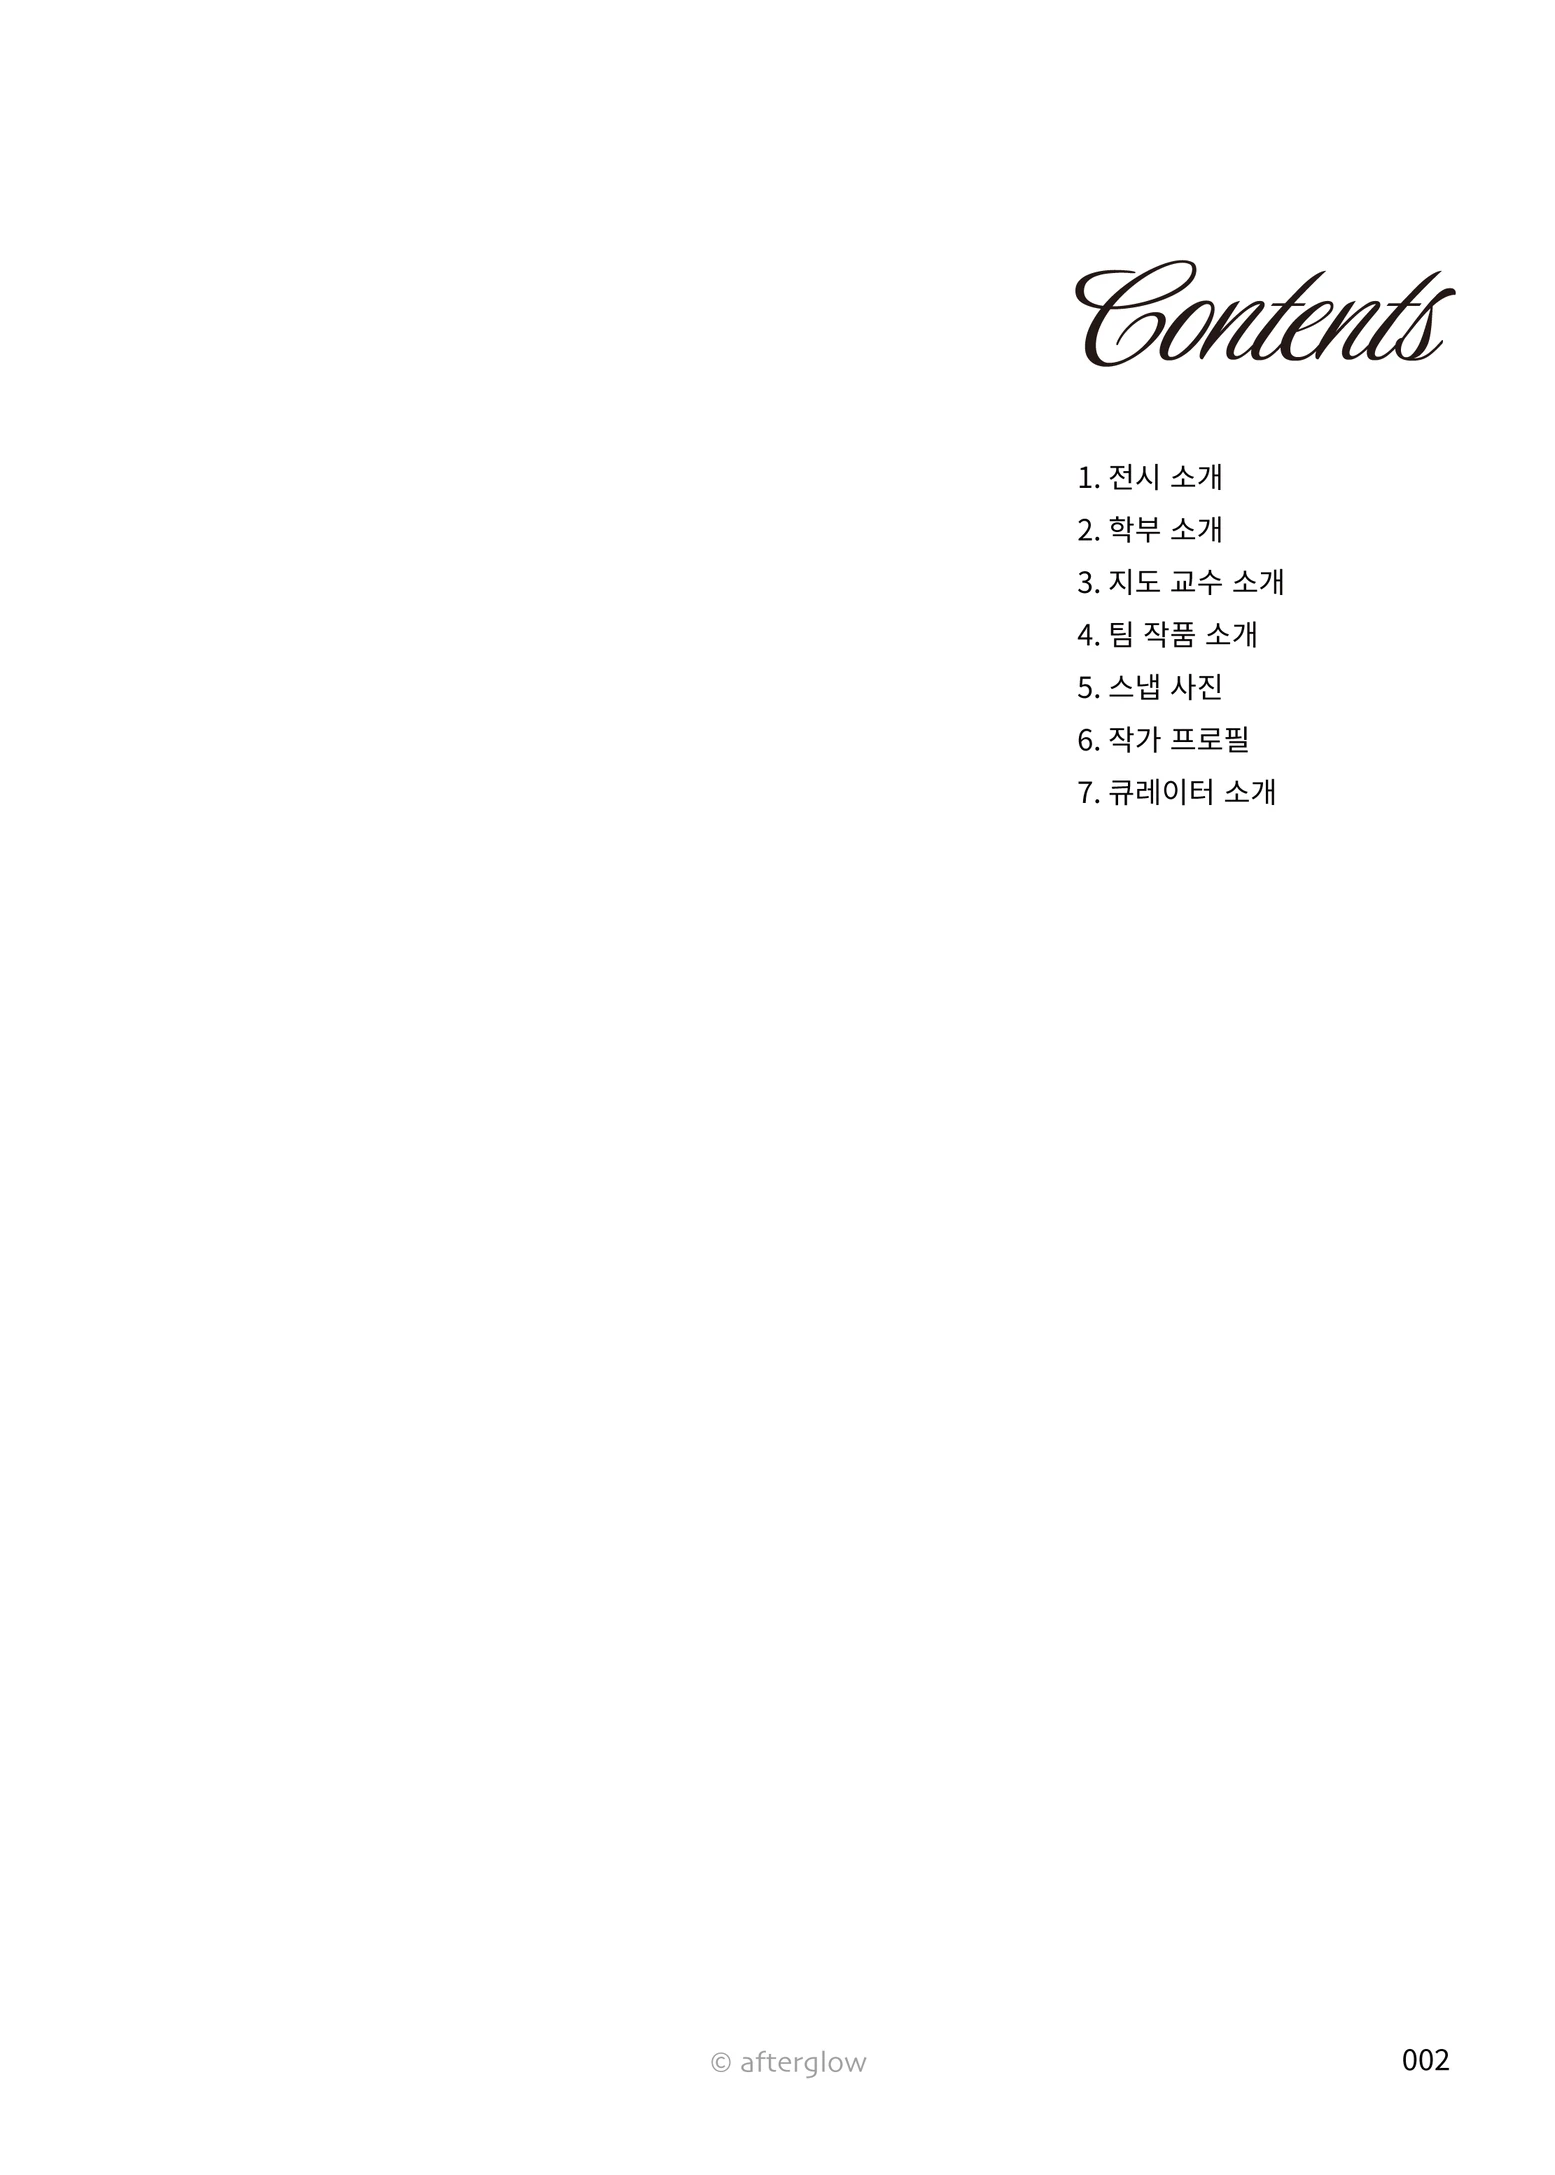 Contents
1. 전시 소개
2. 학부 소개
3. 지도 교수 소개
4. 팀 작품 소개
5. 스냅 사진
6. 작가 프로필
7. 큐레이터 소개
© afterglow
002